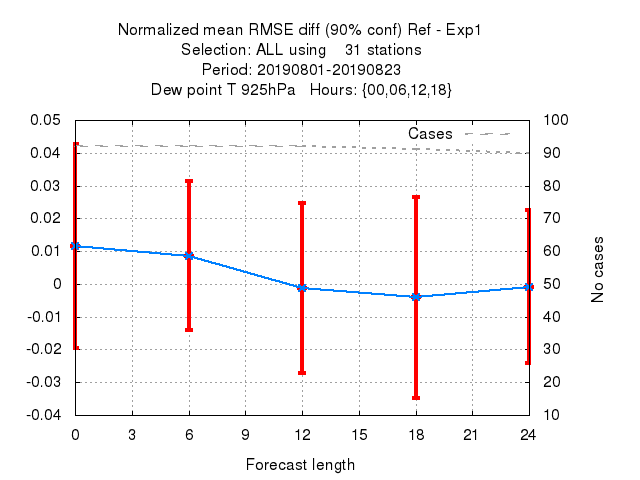 Normalized mean RMSE diff (90% conf) Ref - Exp1
Selection: ALL using    31 stations
Period: 20190801-20190823
Dew point T 925hPa   Hours: {00,06,12,18}
Cases
0.05
0.04
0.03
0.02
0.01
0
-0.01
-0.02
-0.03
-0.04
100
90
80
70
60
50
40
30
20
10
No cases
0 3 6 9 12 15 18 21 24
Forecast length